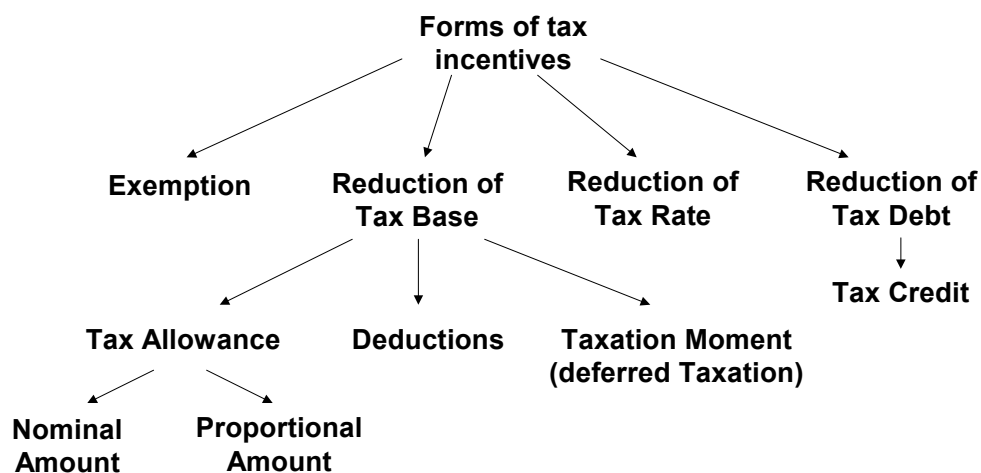 Forms of tax
incentives
Exemption
Reduction of
Tax Base
Reduction of
Tax Rate
Reduction of
Tax Debt
Tax Credit
Tax Allowance
Deductions
Taxation Moment
(deferred Taxation)
Nominal
Amount
Proportional
Amount